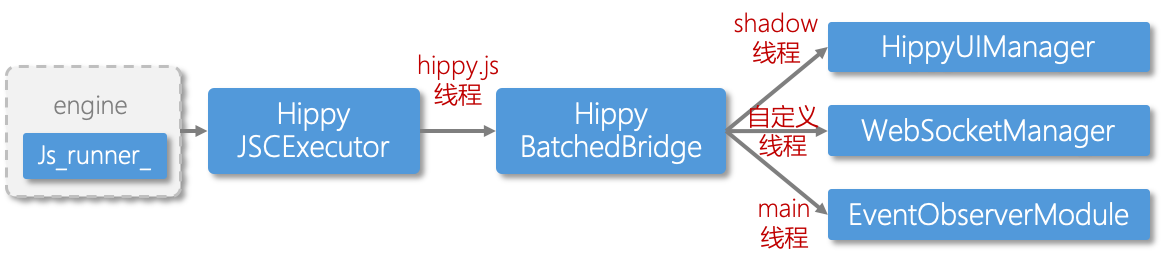 engine
Js_runner_
Hippy
JSCExecutor
hippy.js
线程
Hippy
BatchedBridge
shadow
线程
HippyUIManager
自定义
线程
WebSocketManager
main
线程
EventObserverModule